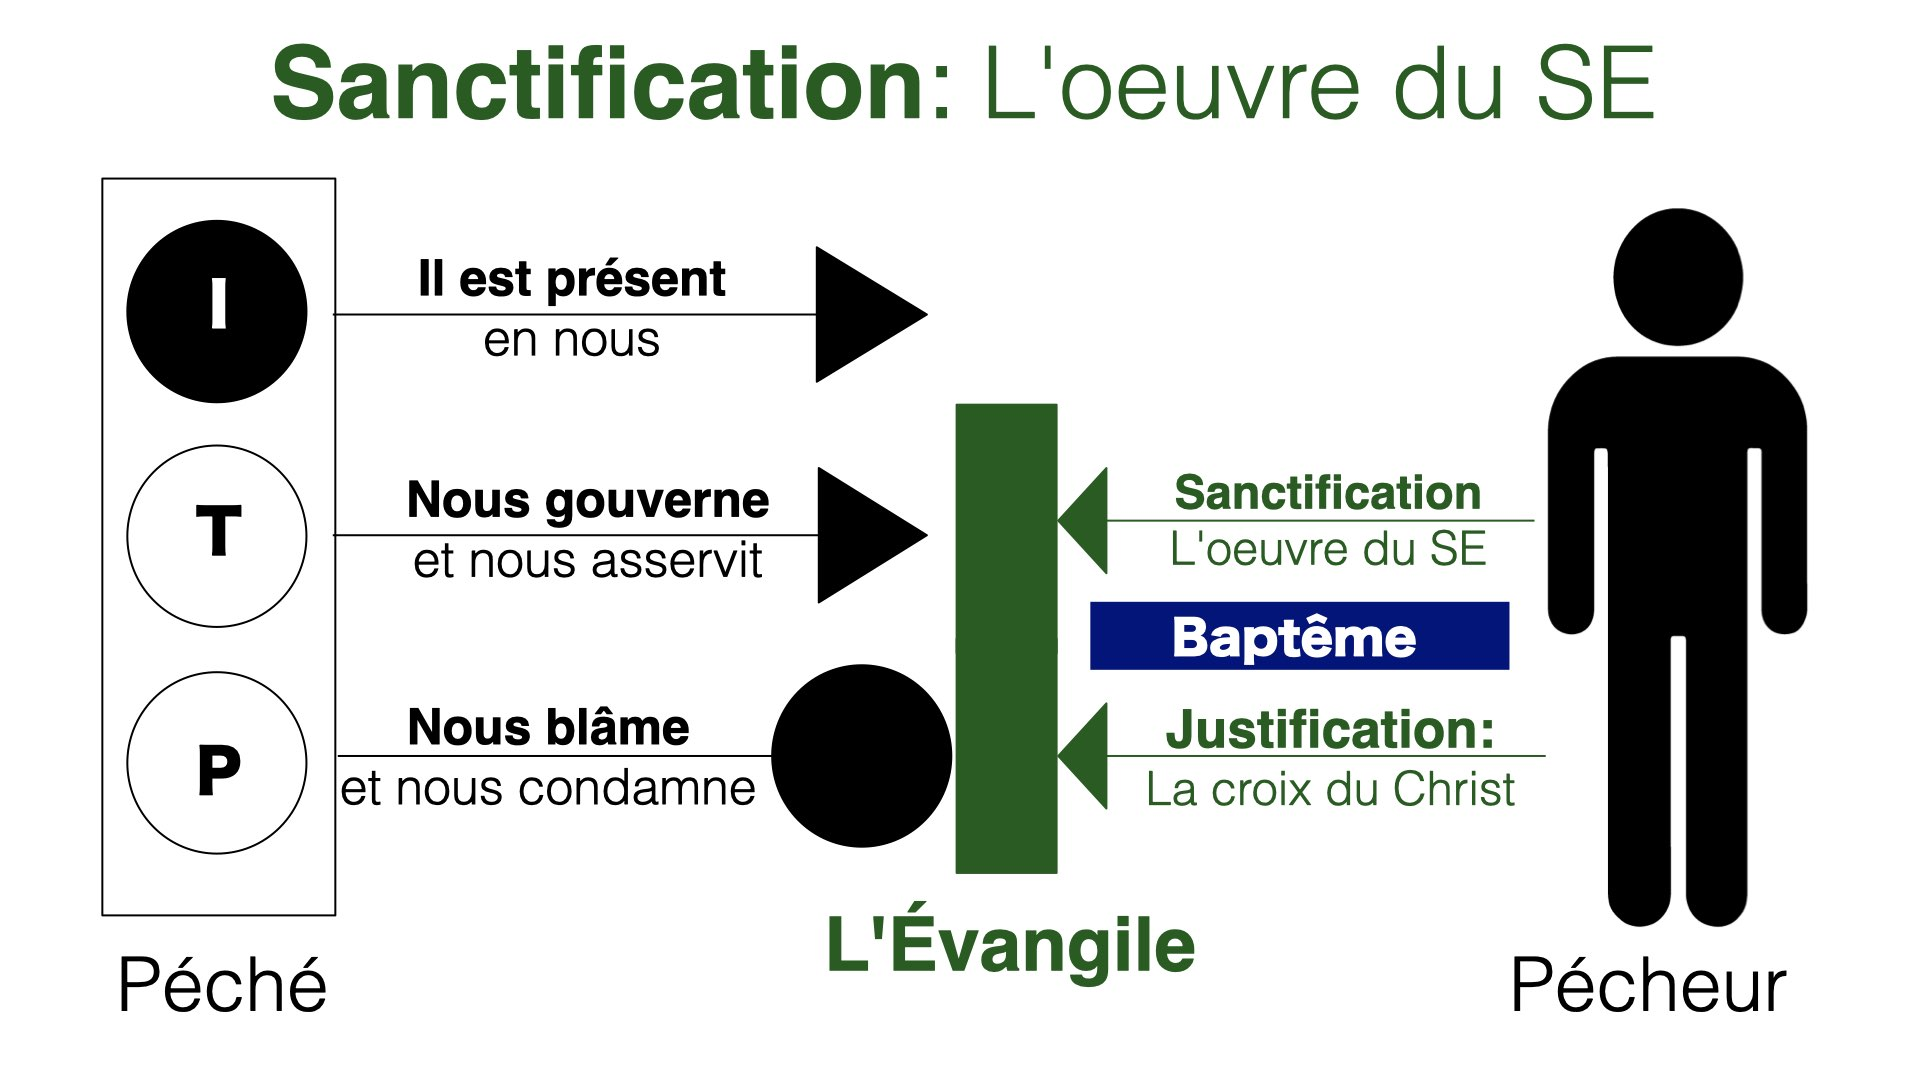 Sanctification: L'oeuvre du SE
I
Il est présent
en nous
T
Nous gouverne
et nous asservit
Sanctification
L'oeuvre du SE
Baptême
P
Nous blâme
et nous condamne
Justification:
La croix du Christ
L'Évangile
Péché
Pécheur